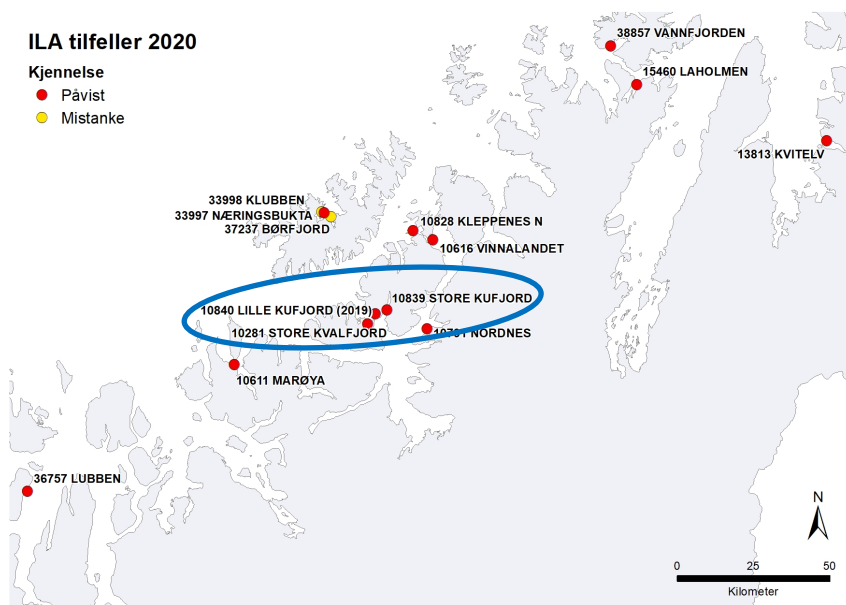 ILA tilfeller 2020
Kjennelse
Påvist
Mistanke
38857 VANNFJORDEN
15460 LAHOLMEN
13813 KVITELV
33998 KLUBBEN
33997 NÆRINGSBUKTA
37237 BØRFJORD
10828 KLEPPENES N
10616 VINNALANDET
10839 STORE KUFJORD
10840 LILLE KUFJORD (2019)
10281 STORE KVALFJORD
NORDNES
10611 MARØYA
36757 LUBBEN
N
0 25 50
Kilometer